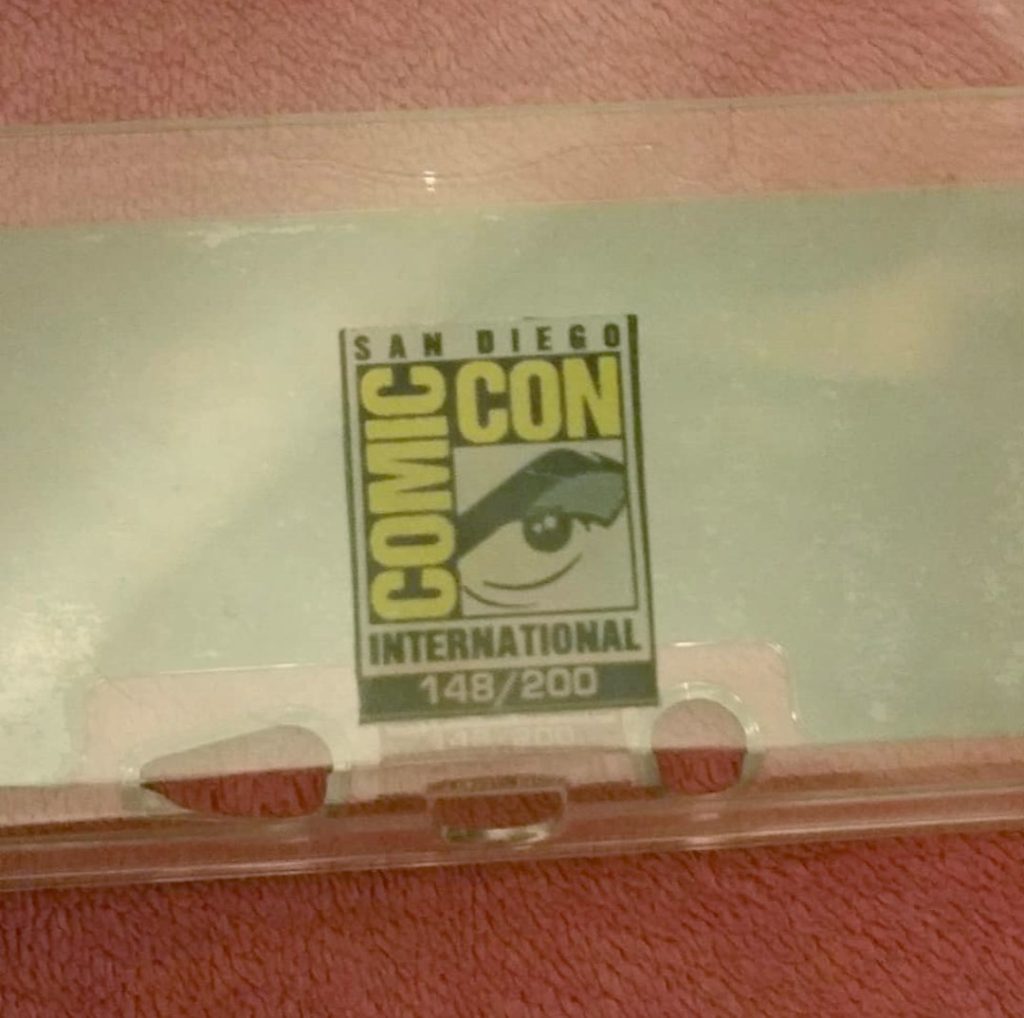 SAN DIEGO
COMIC CON
INTERNATIONAL
148/200